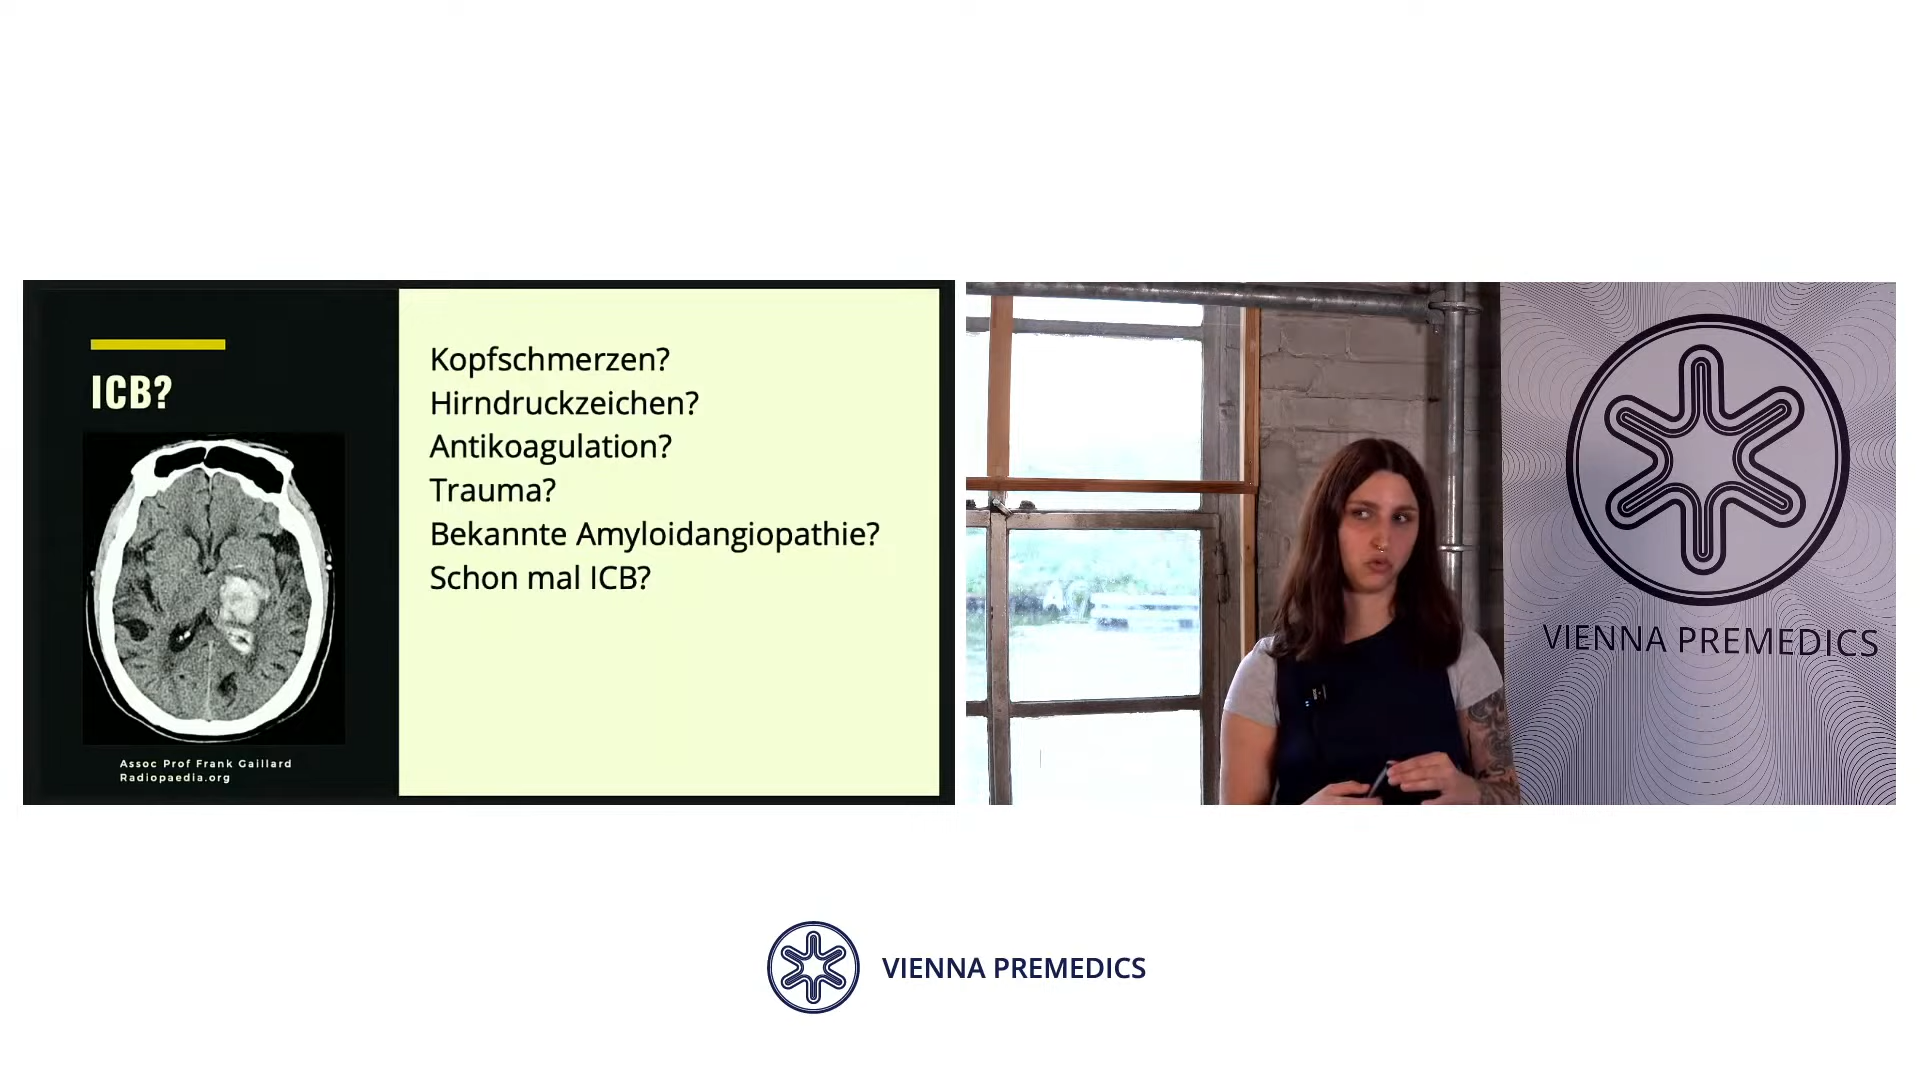 ICB?
Assoc Prof Frank Gaillard
Radiopaedia.org
Kopfschmerzen?
Hirndruckzeichen?
Antikoagulation?
Trauma?
Bekannte Amyloidangiopathie?
Schon mal ICB?
VIENNA PREMEDICS
VIENNA PREMEDICS